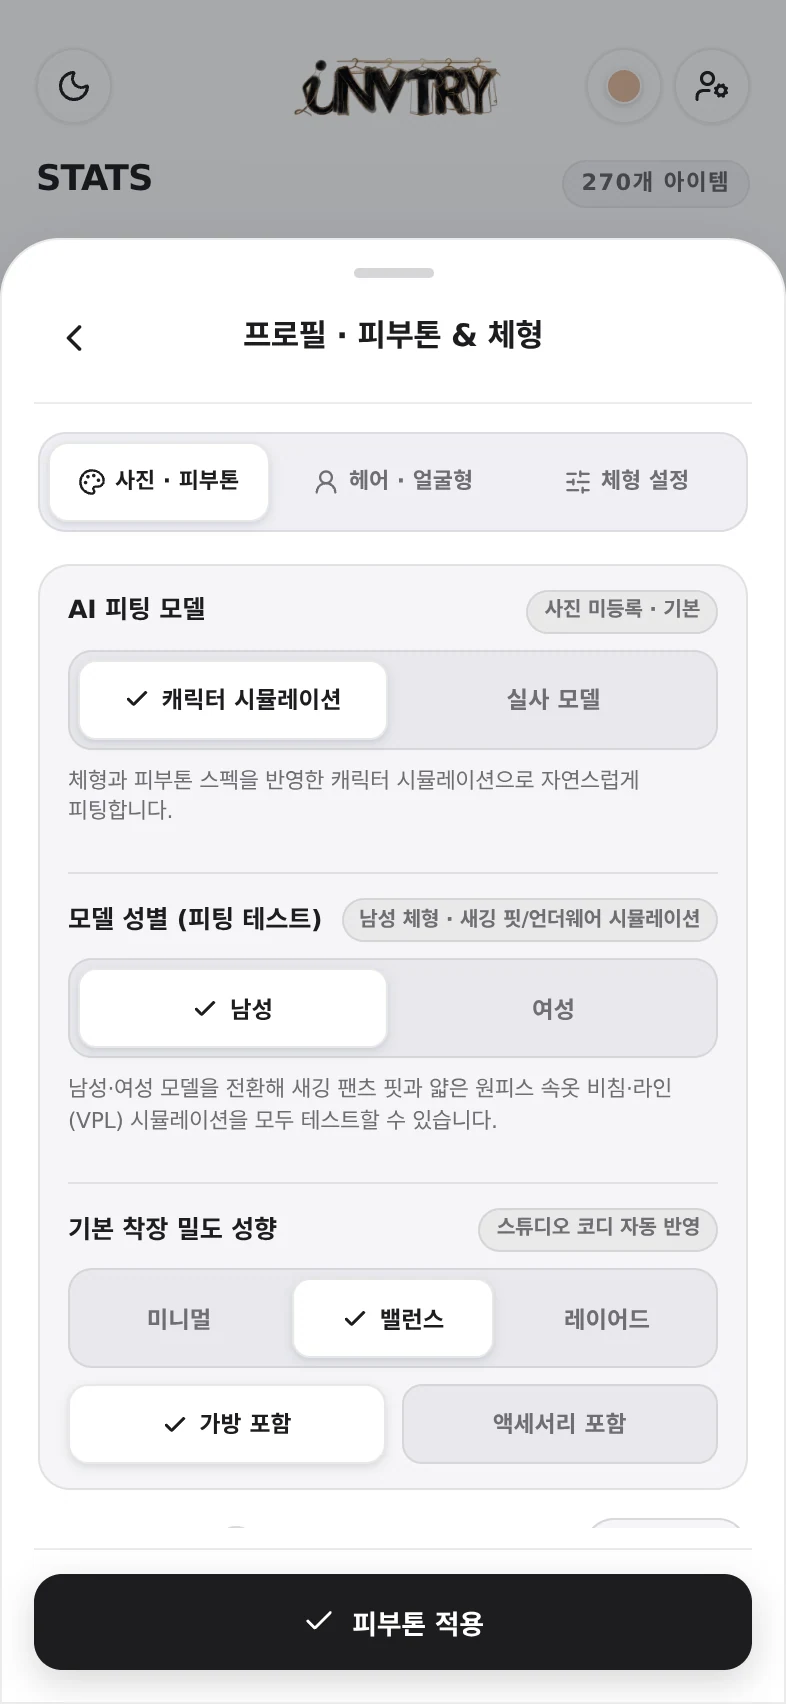 iNVTRY
STATS
270개 아이템
프로필 · 피부톤 & 체형
사진 · 피부톤
헤어 · 얼굴형
체형 설정
AI 피팅 모델
사진 미등록 · 기본
캐릭터 시뮬레이션
실사 모델
체형과 피부톤 스펙을 반영한 캐릭터 시뮬레이션으로 자연스럽게
피팅합니다.
모델 성별 (피팅 테스트)
남성 체형 · 새깅 핏/언더웨어 시뮬레이션
남성
여성
남성·여성 모델을 전환해 새깅 팬츠 핏과 얇은 원피스 속옷 비침·라인
(VPL) 시뮬레이션을 모두 테스트할 수 있습니다.
기본 착장 밀도 성향
스튜디오 코디 자동 반영
미니멀
밸런스
레이어드
가방 포함
액세서리 포함
피부톤 적용